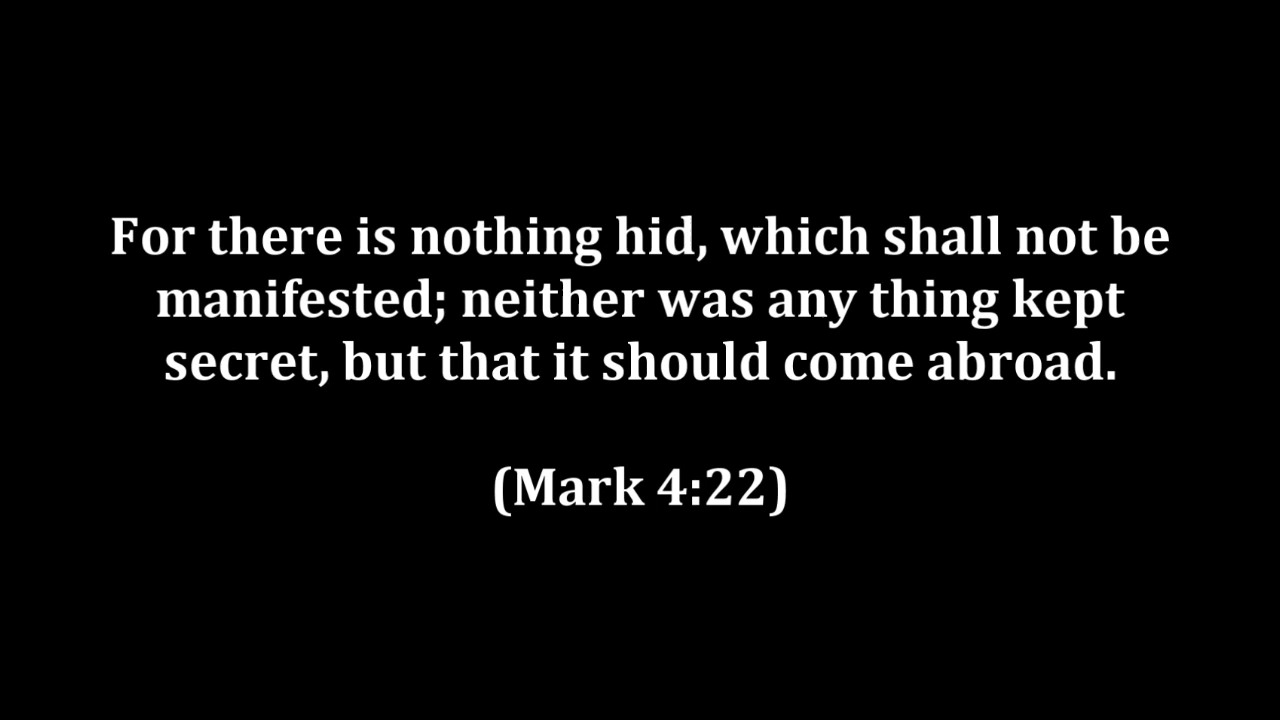 For there is nothing hid, which shall not be
manifested; neither was any thing kept
secret, but that it should come abroad.
(Mark 4:22)